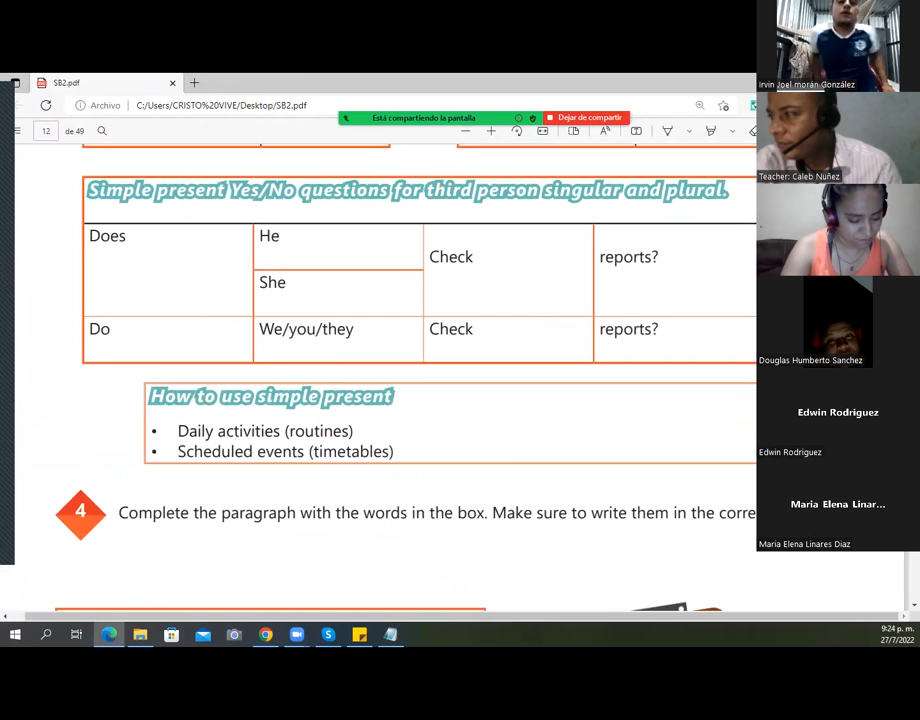 SB2.pdf
Archivo
C:/Users/CRISTO%20VIVE/Desktop/SB2.pdf
12 de 49
Está compartiendo la pantalla
Dejar de compartir
Simple present Yes/No questions for third person singular and plural.
Does
He
She
Check
reports?
Do
We/you/they
Check
reports?
How to use simple present
• Daily activities (routines)
• Scheduled events (timetables)
4
Complete the paragraph with the words in the box. Make sure to write them in the corre
Irvin Joel morán González
Teacher: Caleb Nuñez
Douglas Humberto Sanchez
Edwin Rodriguez
Edwin Rodriguez
Maria Elena Linar...
Maria Elena Linares Diaz
9:24 p. m.
27/7/2022